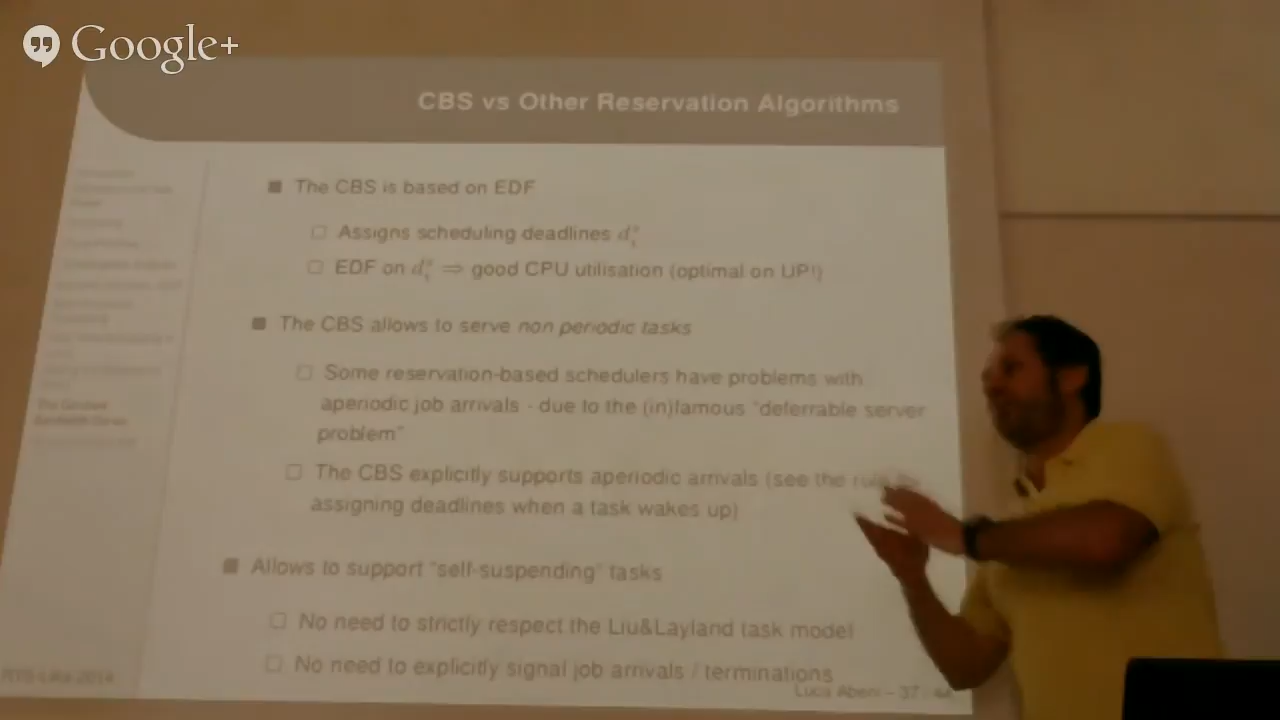 Google+
CBS vs Other Reservation Algorithms
The CBS is based on EDF
Assigns scheduling deadlines dᵢˢ
EDF on dᵢˢ ⇒ good CPU utilisation (optimal on UP!)
The CBS allows to serve non periodic tasks
Some reservation-based schedulers have problems with
aperiodic job arrivals - due to the (in)famous "deferrable server
problem"
The CBS explicitly supports aperiodic arrivals (see the
assigning deadlines when a task wakes up)
Allows to support "self-suspending" tasks
No need to strictly respect the Liu&Layland task model
No need to explicitly signal job arrivals / terminations
Luca Abeni – 37